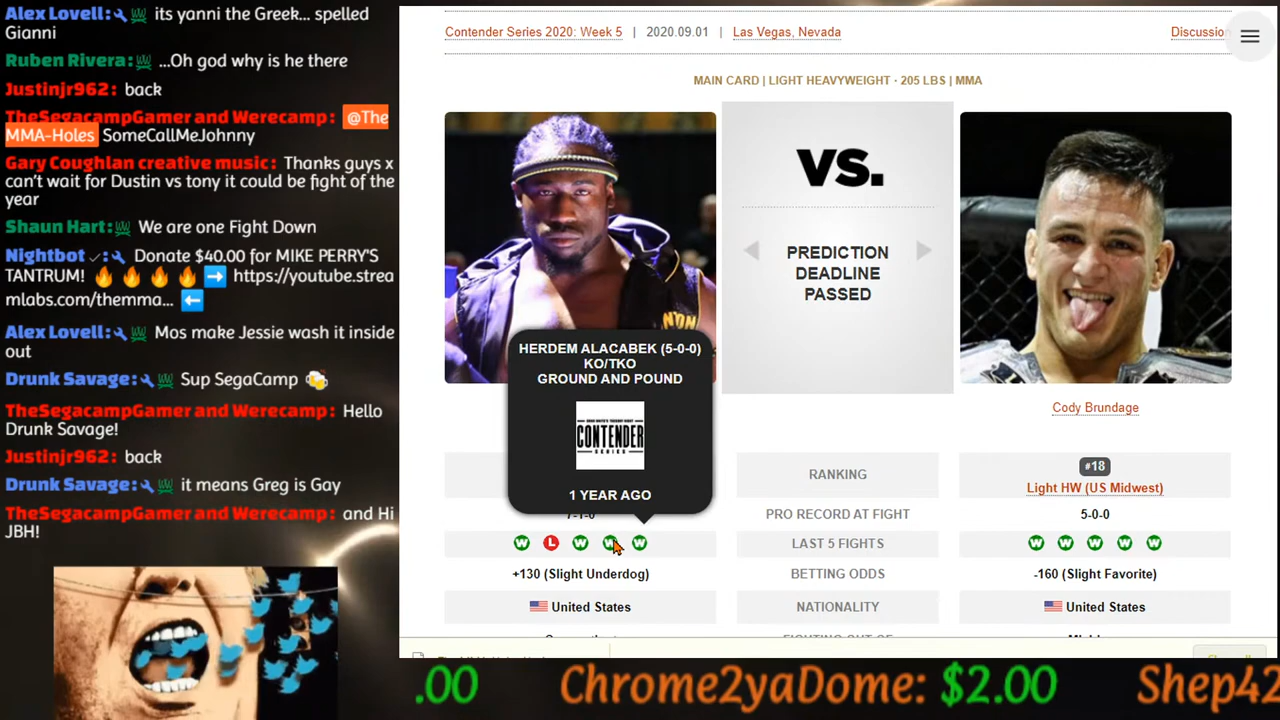 Alex Lovell: its yanni the Greek... spelled
Gianni
Ruben Rivera: ...Oh god why is he there
Justinjr962: back
TheSegacampGamer and Werecamp: @The
MMA-Holes SomeCallMeJohnny
Gary Coughlan creative music: Thanks guys x
can't wait for Dustin vs tony it could be fight of the
year
Shaun Hart: We are one Fight Down
Nightbot: Donate $40.00 for MIKE PERRY'S
TANTRUM! 🔥 🔥 🔥 🔥 ➡️ https://youtube.strea
mlabs.com/themma... ⬅️
Alex Lovell: Mos make Jessie wash it inside
out
Drunk Savage: Sup SegaCamp 🍻
TheSegacampGamer and Werecamp: Hello
Drunk Savage!
Justinjr962: back
Drunk Savage: it means Greg is Gay
TheSegacampGamer and Werecamp: and Hi
JBH!
Contender Series 2020: Week 5 | 2020.09.01 | Las Vegas, Nevada
Discussion
MAIN CARD | LIGHT HEAVYWEIGHT · 205 LBS | MMA
VS.
PREDICTION
DEADLINE
PASSED
HERDEM ALACABEK (5-0-0)
KO/TKO
GROUND AND POUND
CONTENDER
SERIES
1 YEAR AGO
Cody Brundage
RANKING
#18
Light HW (US Midwest)
7-1-0 PRO RECORD AT FIGHT 5-0-0
W L W W W LAST 5 FIGHTS W W W W W
+130 (Slight Underdog) BETTING ODDS -160 (Slight Favorite)
United States NATIONALITY United States
FIGHTING OUT OF
.00 Chrome2yaDome: $2.00 Shep42